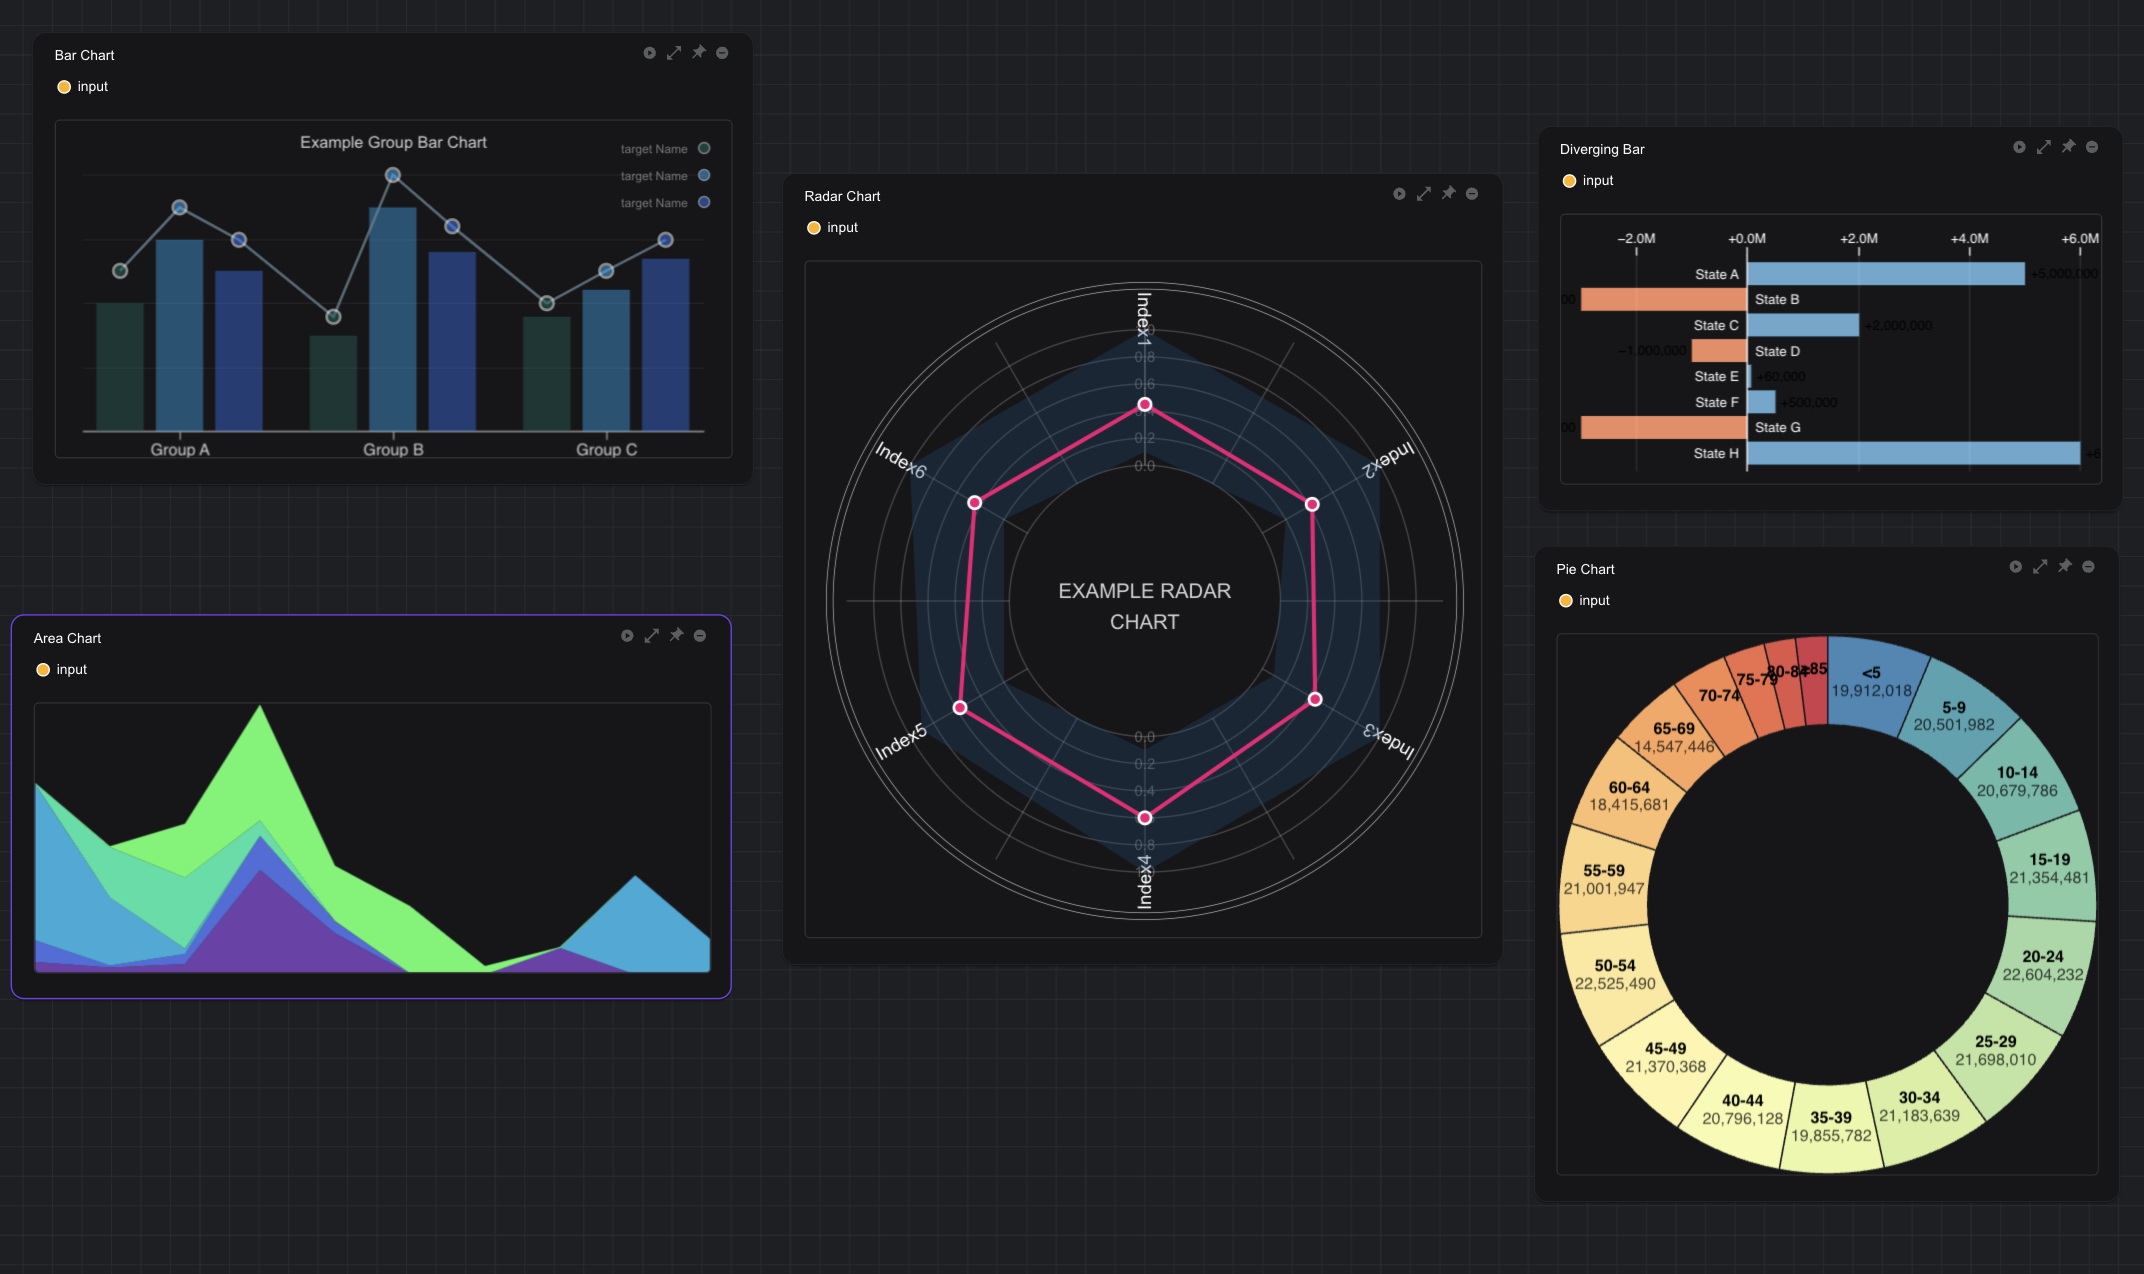 Bar Chart
input
Example Group Bar Chart
target Name
target Name
target Name
Group A
Group B
Group C
Area Chart
input
Radar Chart
input
Index1
Index2
Index3
Index4
Index5
Index6
0.8
0.6
0.2
0.0
EXAMPLE RADAR
CHART
0.0
0.2
0.4
0.8
Diverging Bar
input
−2.0M +0.0M +2.0M +4.0M +6.0M
State A +5,000,000
State B
State C +2,000,000
−1,000,000 State D
State E +60,000
State F +500,000
State G
State H
Pie Chart
input
<5
19,912,018
5-9
20,501,982
10-14
20,679,786
15-19
21,354,481
20-24
22,604,232
25-29
21,698,010
30-34
21,183,639
35-39
19,855,782
40-44
20,796,128
45-49
21,370,368
50-54
22,525,490
55-59
21,001,947
60-64
18,415,681
65-69
14,547,446
70-74
75-79
80-84
≥85